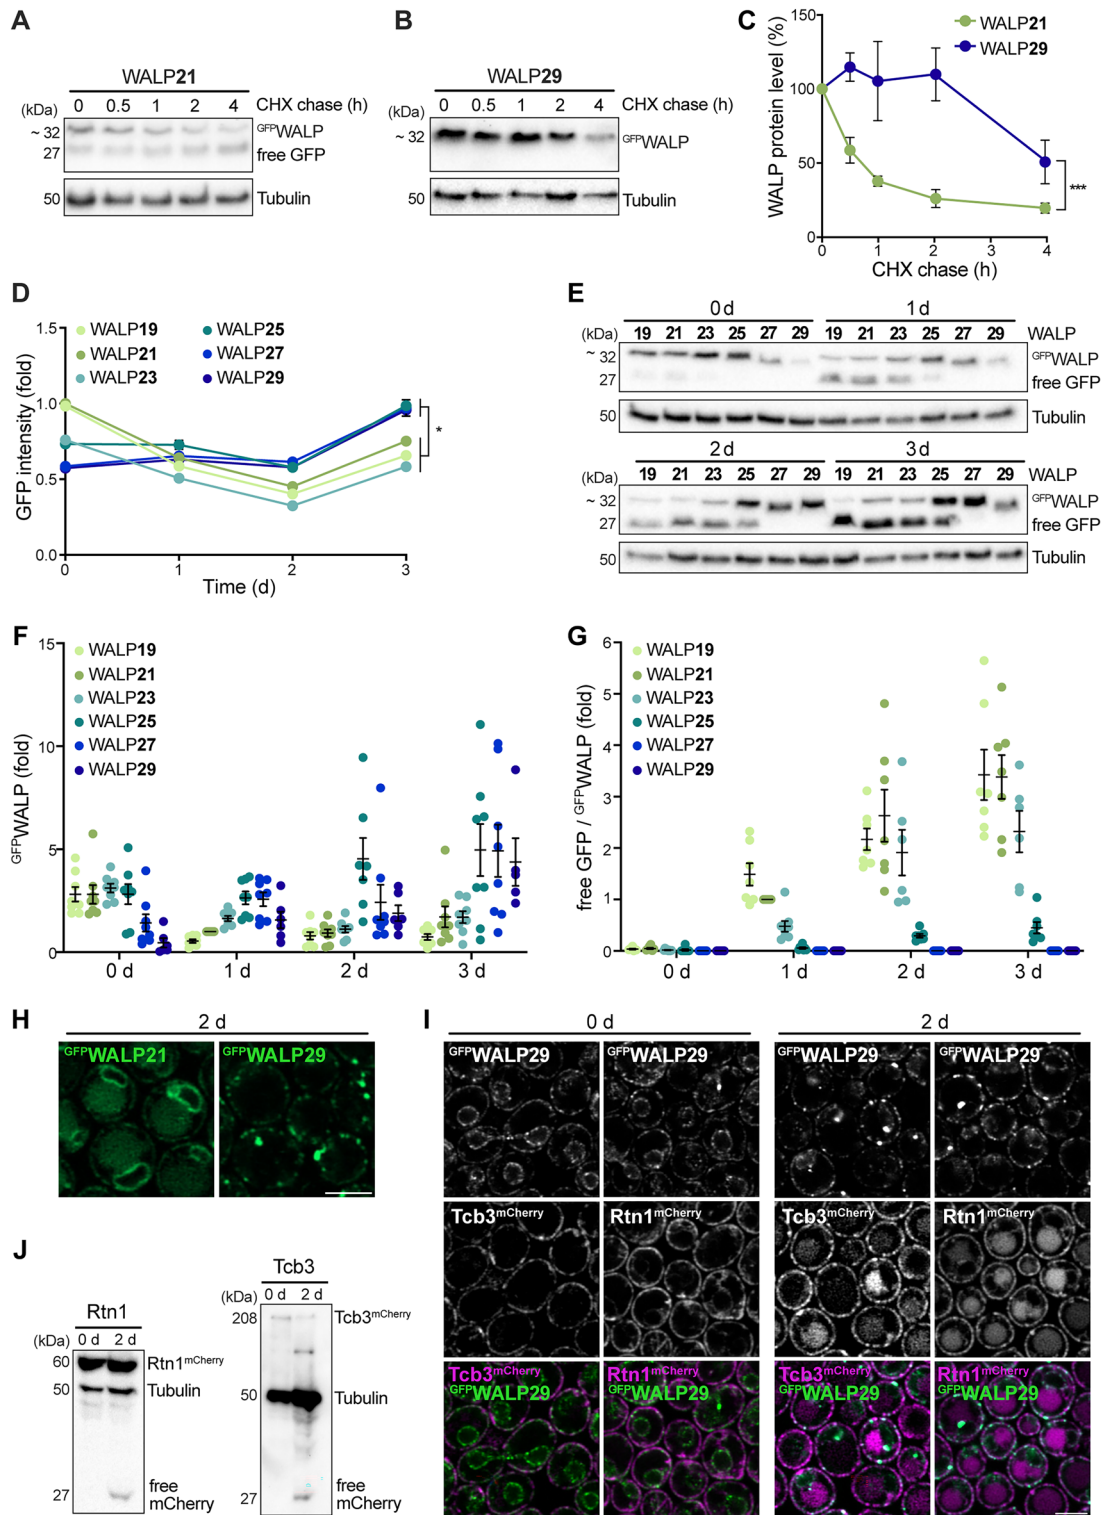 A
WALP21
(kDa)
0 0.5 1 2 4 CHX chase (h)
~ 32 GFPWALP
27 free GFP
50 Tubulin
B
WALP29
(kDa)
0 0.5 1 2 4 CHX chase (h)
~ 32 GFPWALP
50 Tubulin
C
WALP21
WALP29
WALP protein level (%)
150
100
50
0
***
0 1 2 3 4
CHX chase (h)
D
WALP19 WALP25
WALP21 WALP27
WALP23 WALP29
GFP intensity (fold)
1.5
1.0
0.5
0.0
*
0 1 2 3
Time (d)
E
0 d 1 d
(kDa) 19 21 23 25 27 29 19 21 23 25 27 29 WALP
~ 32 GFPWALP
27 free GFP
50 Tubulin
2 d 3 d
(kDa) 19 21 23 25 27 29 19 21 23 25 27 29 WALP
~ 32 GFPWALP
27 free GFP
50 Tubulin
F
WALP19
WALP21
WALP23
WALP25
WALP27
WALP29
GFPWALP (fold)
15
10
5
0
0 d 1 d 2 d 3 d
G
WALP19
WALP21
WALP23
WALP25
WALP27
WALP29
free GFP / GFPWALP (fold)
6
5
4
3
2
1
0
0 d 1 d 2 d 3 d
H
2 d
GFPWALP21 GFPWALP29
I
0 d 2 d
GFPWALP29 GFPWALP29 GFPWALP29 GFPWALP29
Tcb3mCherry Rtn1mCherry Tcb3mCherry Rtn1mCherry
Tcb3mCherry Rtn1mCherry Tcb3mCherry Rtn1mCherry
GFPWALP29 GFPWALP29 GFPWALP29 GFPWALP29
J
Rtn1
(kDa) 0 d 2 d
60 Rtn1mCherry
50 Tubulin
27 free mCherry
Tcb3
(kDa) 0 d 2 d
208 Tcb3mCherry
50 Tubulin
27 free mCherry